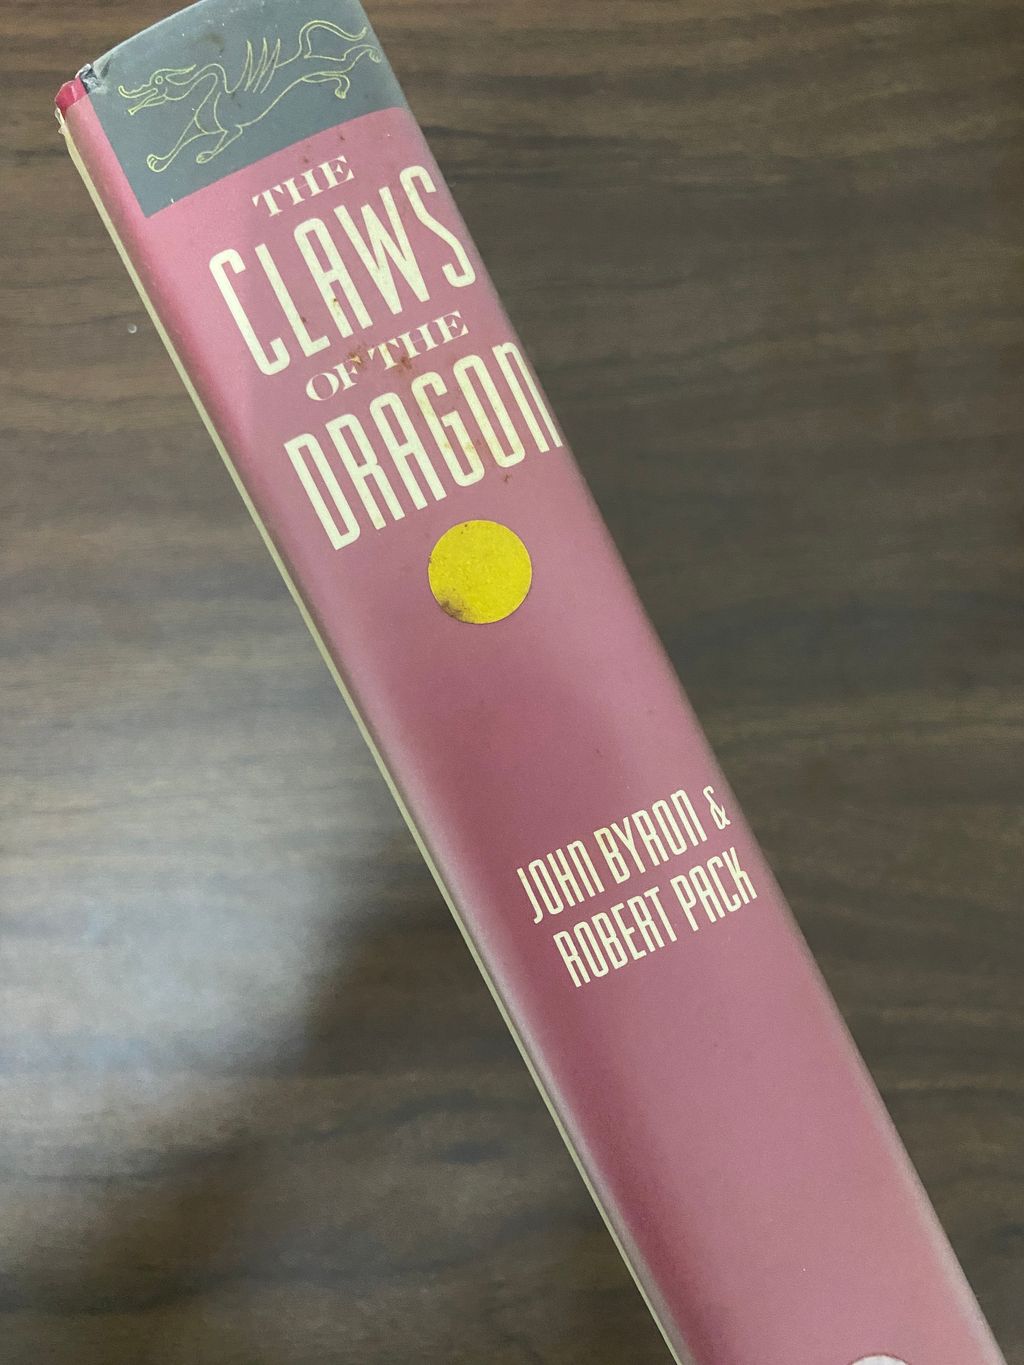 THE
CLAWS
OF THE
DRAGON
JOHN BYRON &
ROBERT PACK